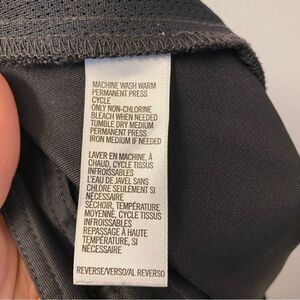 MACHINE WASH WARM
PERMANENT PRESS
CYCLE
ONLY NON-CHLORINE
BLEACH WHEN NEEDED
TUMBLE DRY MEDIUM
PERMANENT PRESS
IRON MEDIUM IF NEEDED
LAVER EN MACHINE, À
CHAUD, CYCLE TISSUS
INFROISSABLES
L'EAU DE JAVEL SANS
CHLORE SEULEMENT SI
NÉCESSAIRE
SÉCHOIR, TEMPÉRATURE
MOYENNE, CYCLE TISSUS
INFROISSABLES
REPASSAGE À HAUTE
TEMPÉRATURE, SI
NÉCESSAIRE
REVERSE/VERSO/AL REVERSO